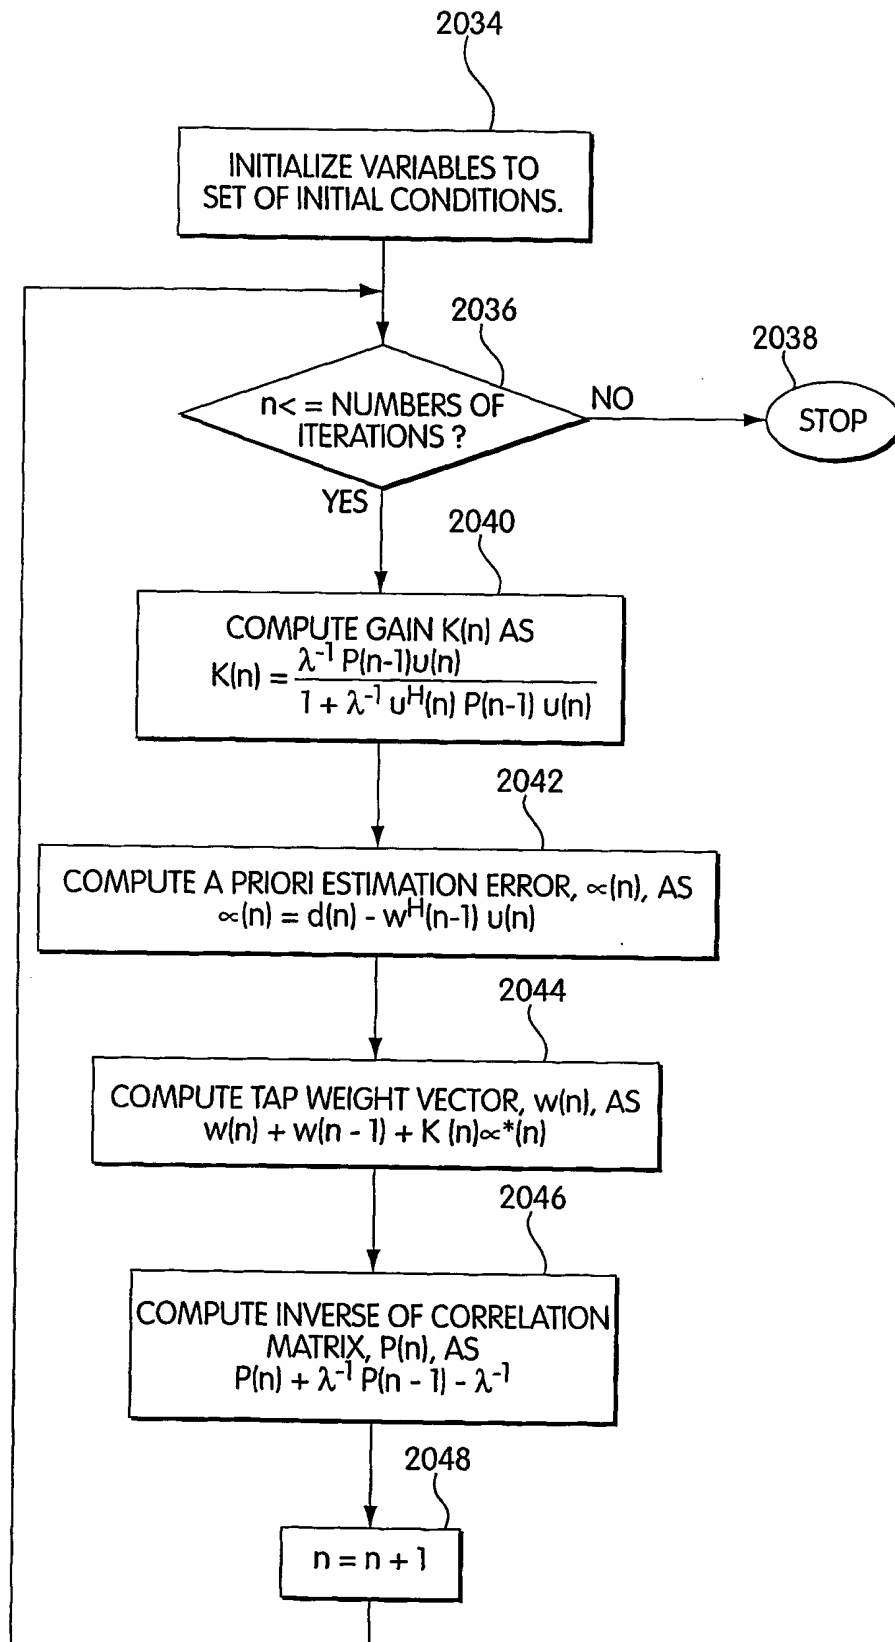 2034
INITIALIZE VARIABLES TO
SET OF INITIAL CONDITIONS.
2036
n< = NUMBERS OF
ITERATIONS ?
NO
2038
STOP
YES
2040
COMPUTE GAIN K(n) AS
K(n) = λ⁻¹ P(n-1)u(n)
1 + λ⁻¹ uᴴ(n) P(n-1) u(n)
2042
COMPUTE A PRIORI ESTIMATION ERROR, ∝(n), AS
∝(n) = d(n) - wᴴ(n-1) u(n)
2044
COMPUTE TAP WEIGHT VECTOR, w(n), AS
w(n) + w(n - 1) + K (n)∝*(n)
2046
COMPUTE INVERSE OF CORRELATION
MATRIX, P(n), AS
P(n) + λ⁻¹ P(n - 1) - λ⁻¹
2048
n = n + 1